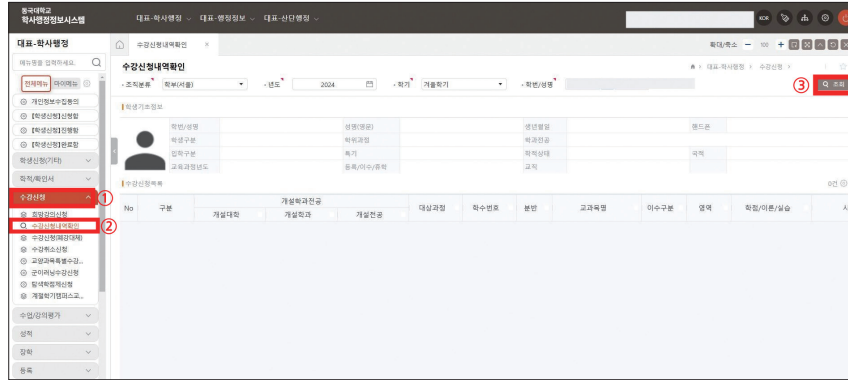 동국대학교
학사행정정보시스템
대표-학사행정
대표-행정정보
대표-산단행정
KOR
대표-학사행정
수강신청내역확인 ×
확대/축소 - 100 +
메뉴명을 입력하세요.
전체메뉴 마이메뉴
개인정보수집동의
[학생신청]신청함
[학생신청]진행함
[학생신청]완료함
학생신청(기타)
학적/확인서
수강신청
①
희망강의신청
수강신청내역확인
②
수강신청(폐강대체)
수강취소신청
교양과목특별수강...
군이러닝수강신청
탐색학점제신청
계절학기캠퍼스교...
수업/강의평가
성적
장학
등록
수강신청내역확인
대표-학사행정 › 수강신청 ›
조직분류 학부(서울)
년도 2024
학기 겨울학기
학번/성명
③
조회
학생기초정보
학번/성명 성명(영문) 생년월일 핸드폰
학생구분 학위과정 학과전공
입학구분 특기 학적상태 국적
교육과정년도 등록/이수/휴학 교직
수강신청목록
0건
No 구분 개설학과전공 대상과정 학수번호 분반 교과목명 이수구분 영역 학점/이론/실습
개설대학 개설학과 개설전공